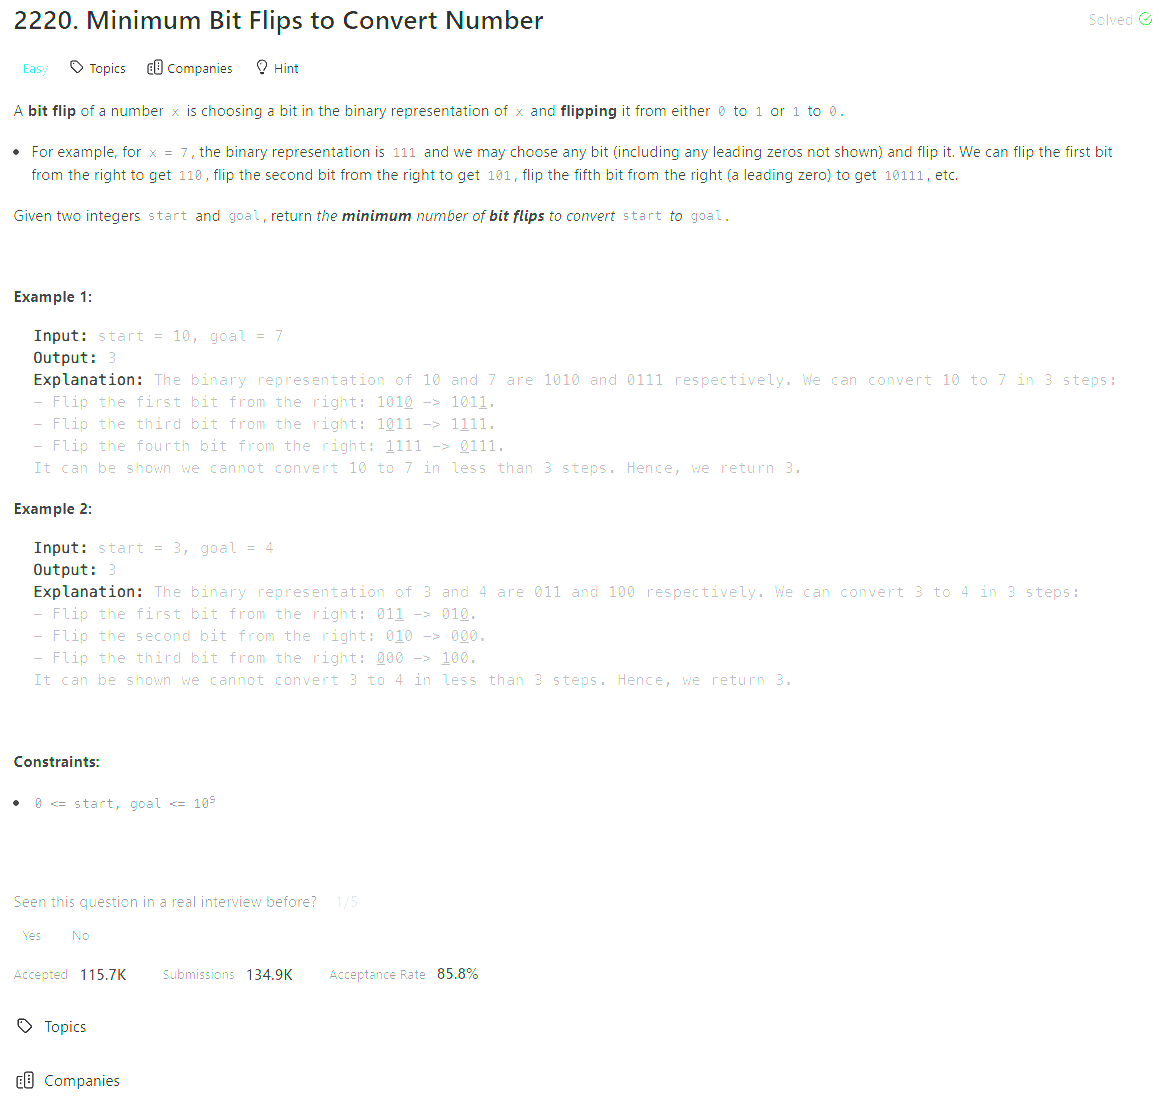 2220. Minimum Bit Flips to Convert Number
Solved
Easy Topics Companies Hint
A bit flip of a number x is choosing a bit in the binary representation of x and flipping it from either 0 to 1 or 1 to 0.
• For example, for x = 7, the binary representation is 111 and we may choose any bit (including any leading zeros not shown) and flip it. We can flip the first bit
from the right to get 110, flip the second bit from the right to get 101, flip the fifth bit from the right (a leading zero) to get 10111, etc.
Given two integers start and goal, return the minimum number of bit flips to convert start to goal.
Example 1:
Input: start = 10, goal = 7
Output: 3
Explanation: The binary representation of 10 and 7 are 1010 and 0111 respectively. We can convert 10 to 7 in 3 steps:
- Flip the first bit from the right: 1010 -> 1011.
- Flip the third bit from the right: 1011 -> 1111.
- Flip the fourth bit from the right: 1111 -> 0111.
It can be shown we cannot convert 10 to 7 in less than 3 steps. Hence, we return 3.
Example 2:
Input: start = 3, goal = 4
Output: 3
Explanation: The binary representation of 3 and 4 are 011 and 100 respectively. We can convert 3 to 4 in 3 steps:
- Flip the first bit from the right: 011 -> 010.
- Flip the second bit from the right: 010 -> 000.
- Flip the third bit from the right: 000 -> 100.
It can be shown we cannot convert 3 to 4 in less than 3 steps. Hence, we return 3.
Constraints:
• 0 <= start, goal <= 10⁹
Seen this question in a real interview before? 1/5
Yes No
Accepted 115.7K Submissions 134.9K Acceptance Rate 85.8%
Topics
Companies